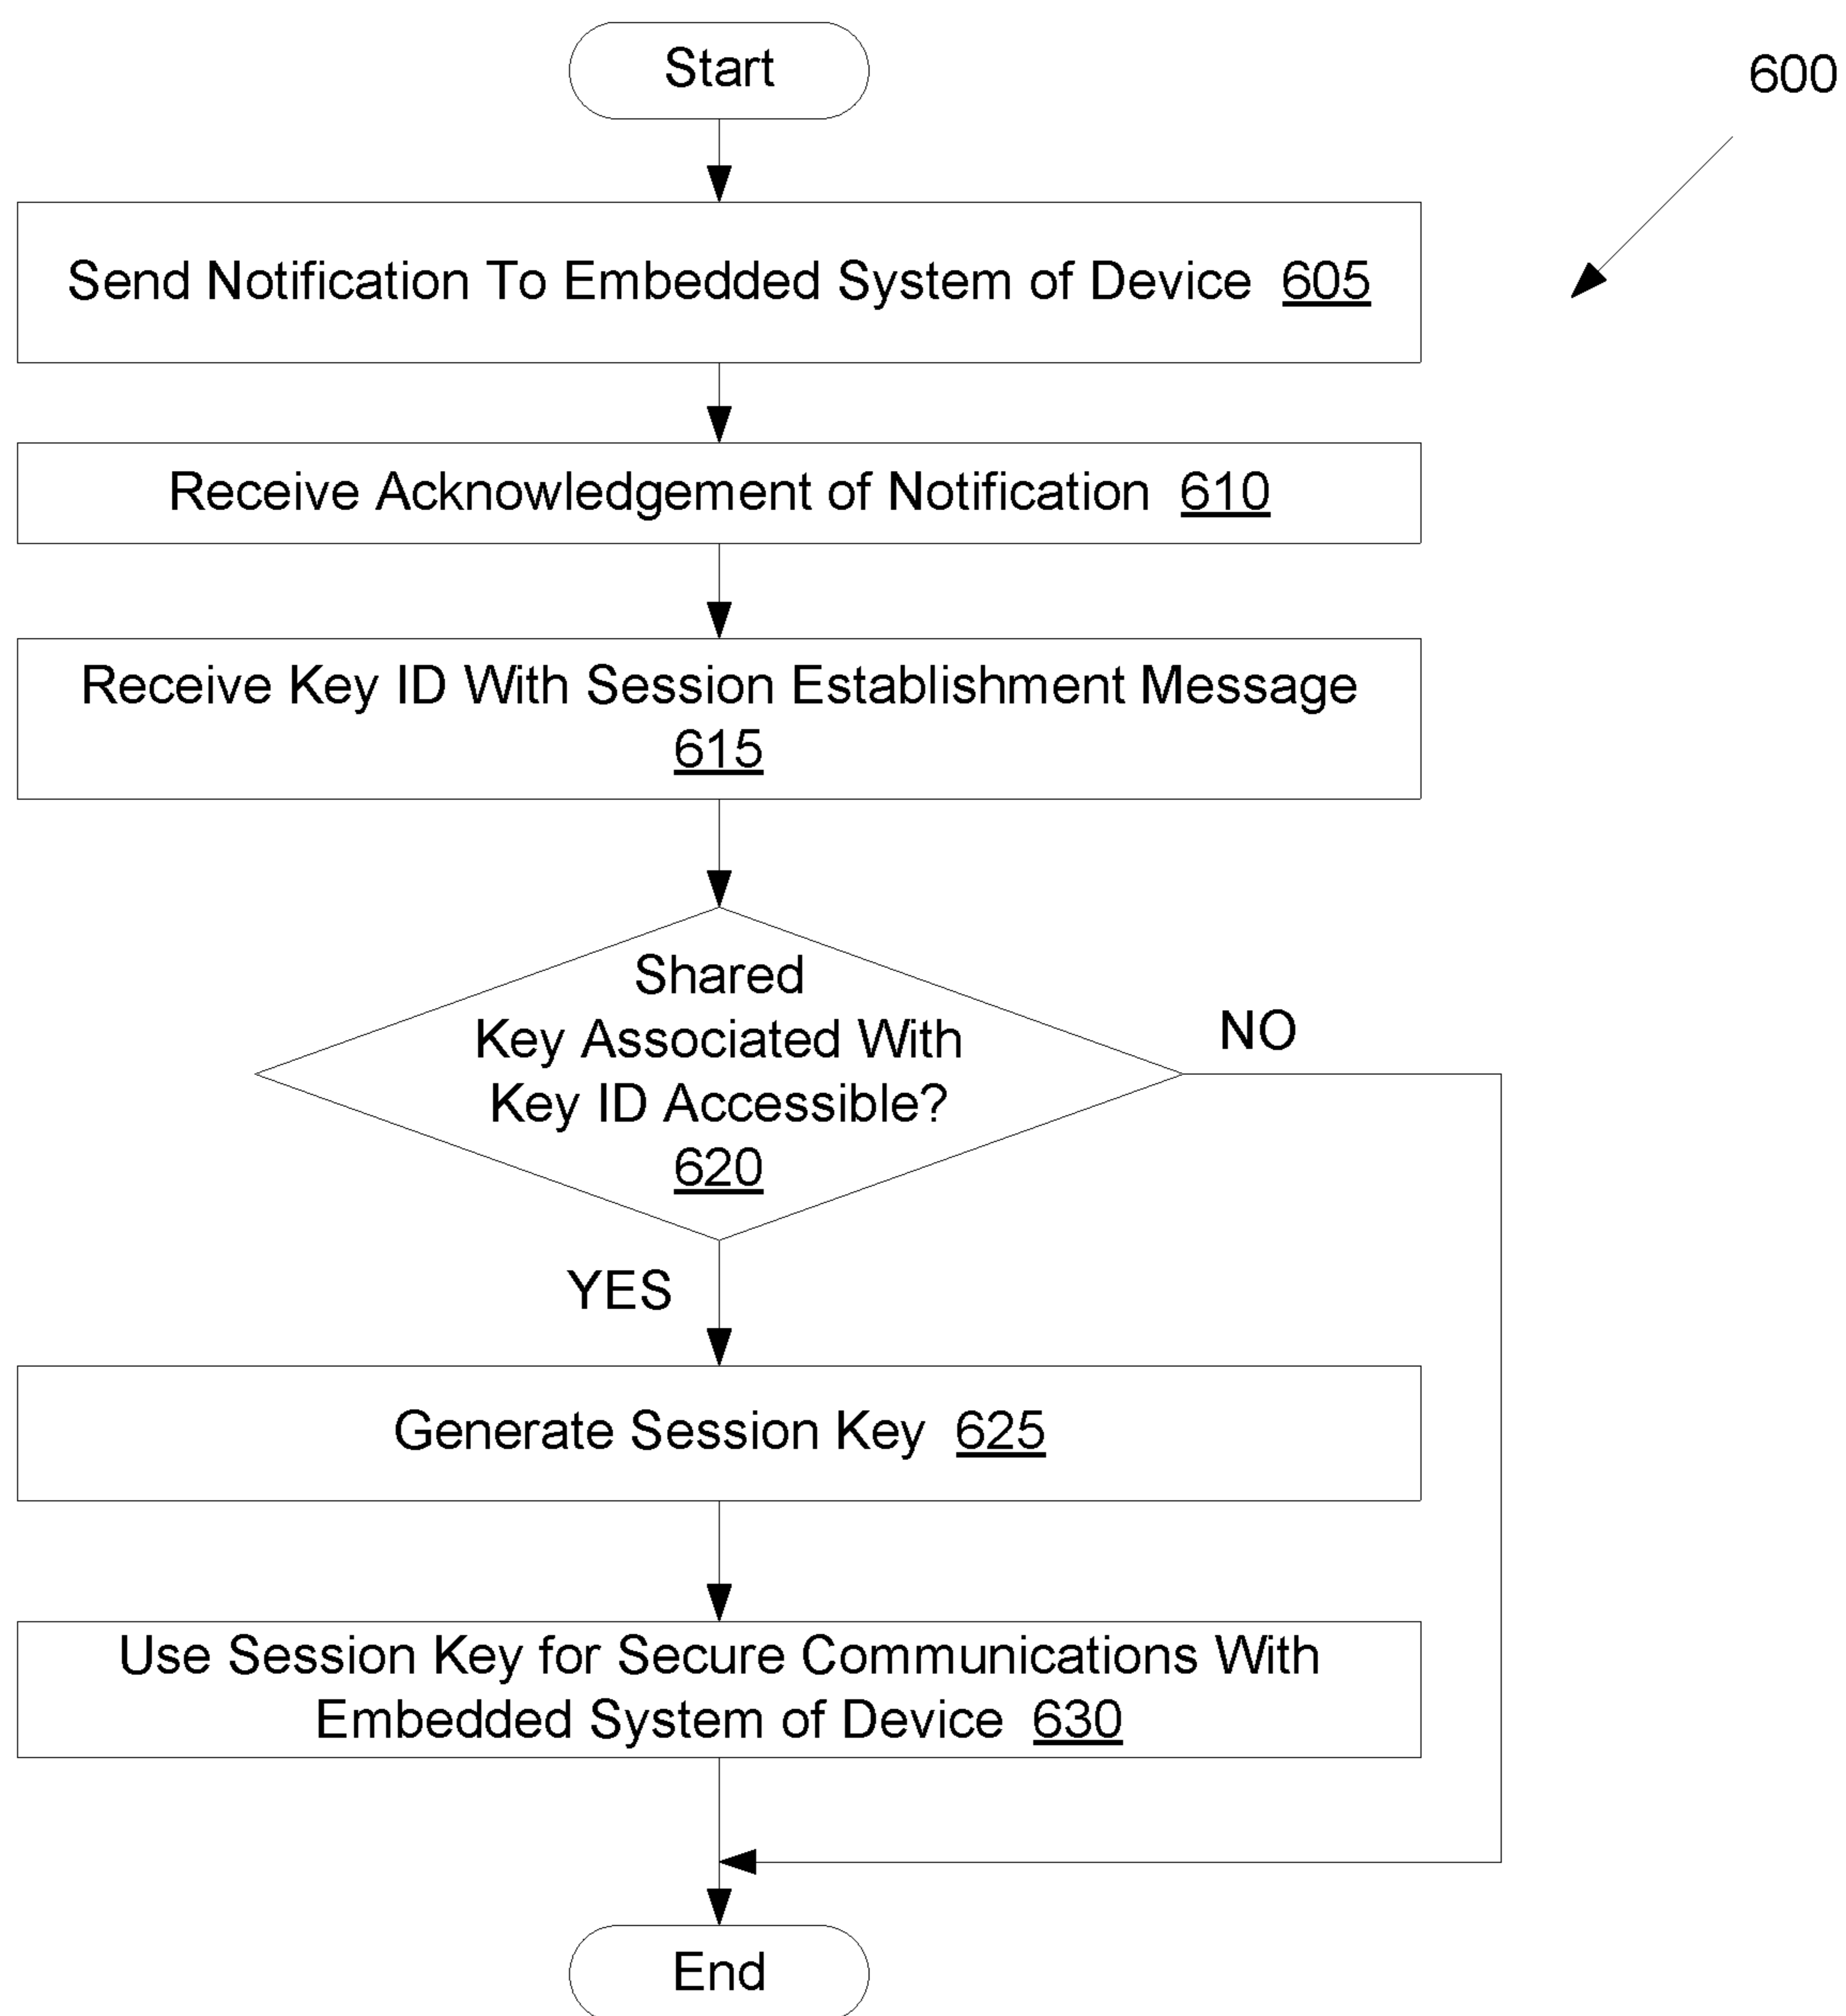 Start
600
Send Notification To Embedded System of Device 605
Receive Acknowledgement of Notification 610
Receive Key ID With Session Establishment Message
615
Shared
Key Associated With
Key ID Accessible?
620
NO
YES
Generate Session Key 625
Use Session Key for Secure Communications With
Embedded System of Device 630
End